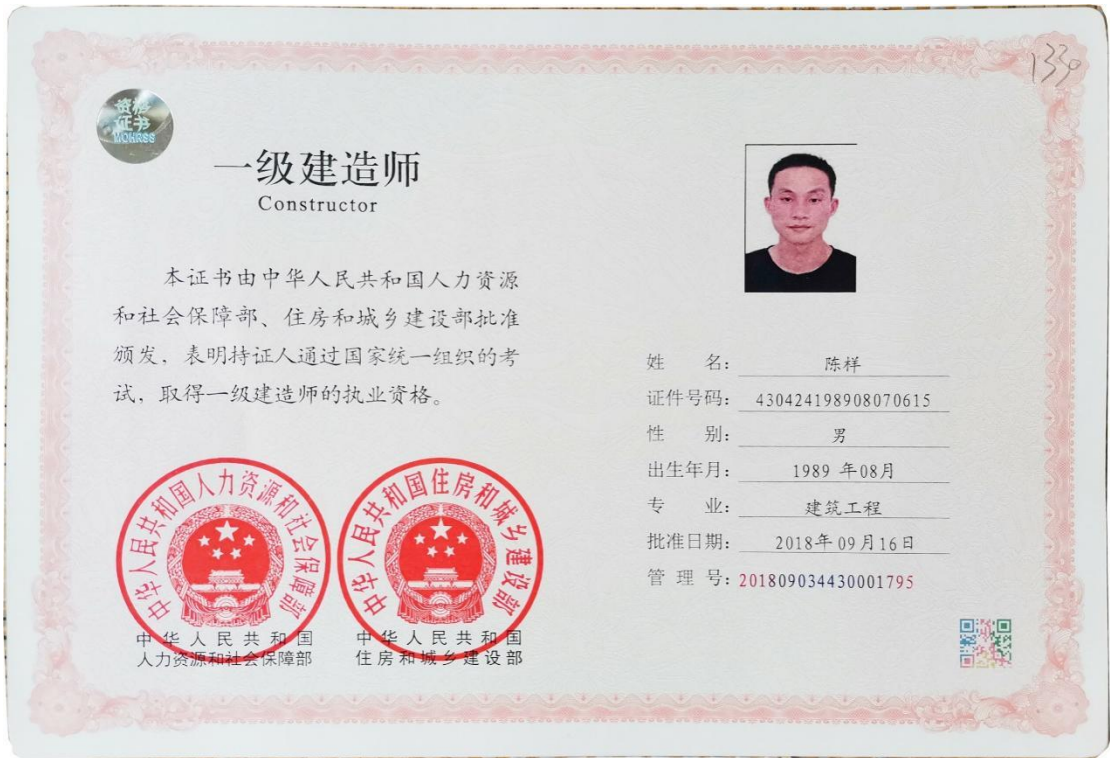 1330
资格
证书
MOHRSS
一级建造师
Constructor
本证书由中华人民共和国人力资源
和社会保障部、住房和城乡建设部批准
颁发，表明持证人通过国家统一组织的考
试，取得一级建造师的执业资格。
中华人民共和国人力资源和社会保障部
中华人民共和国住房和城乡建设部
中华人民共和国
人力资源和社会保障部
中华人民共和国
住房和城乡建设部
姓 名：陈样
证件号码：430424198908070615
性 别：男
出生年月：1989 年08月
专 业：建筑工程
批准日期：2018年09月16日
管 理 号：201809034430001795